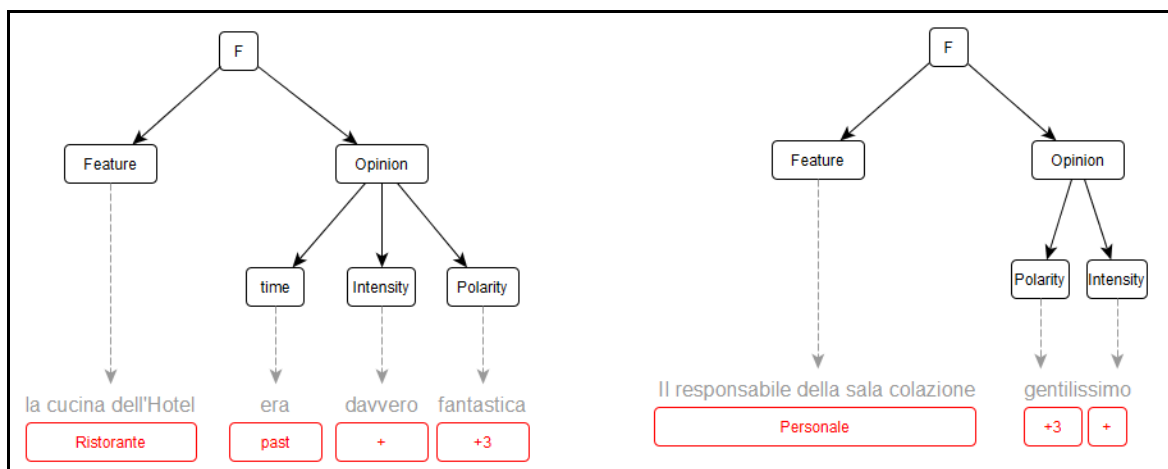 F
Feature
Opinion
time
Intensity
Polarity
la cucina dell'Hotel
era
davvero
fantastica
Ristorante
past
+
+3
F
Feature
Opinion
Polarity
Intensity
Il responsabile della sala colazione
gentilissimo
Personale
+3
+